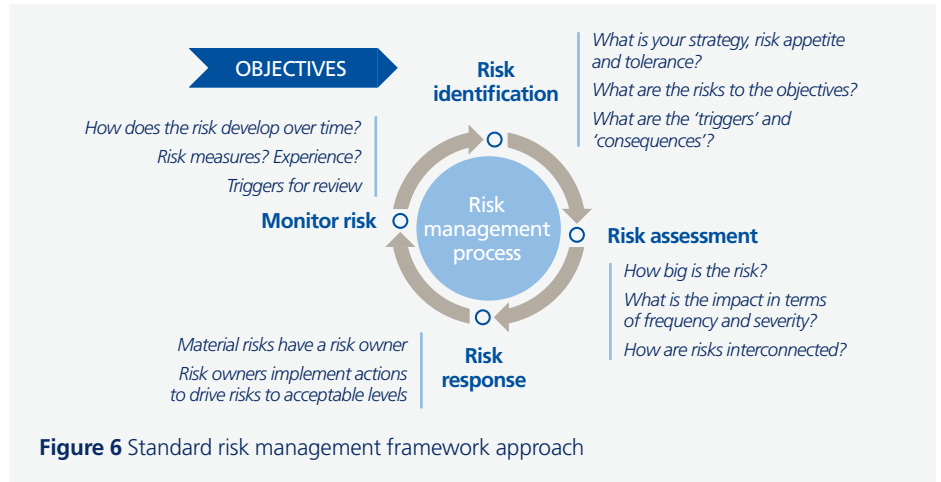 OBJECTIVES
Risk
identification
What is your strategy, risk appetite
and tolerance?
What are the risks to the objectives?
What are the ‘triggers’ and
‘consequences’?
How does the risk develop over time?
Risk measures? Experience?
Triggers for review
Monitor risk
Risk
management
process
Risk assessment
How big is the risk?
What is the impact in terms
of frequency and severity?
How are risks interconnected?
Material risks have a risk owner
Risk owners implement actions
to drive risks to acceptable levels
Risk
response
Figure 6 Standard risk management framework approach